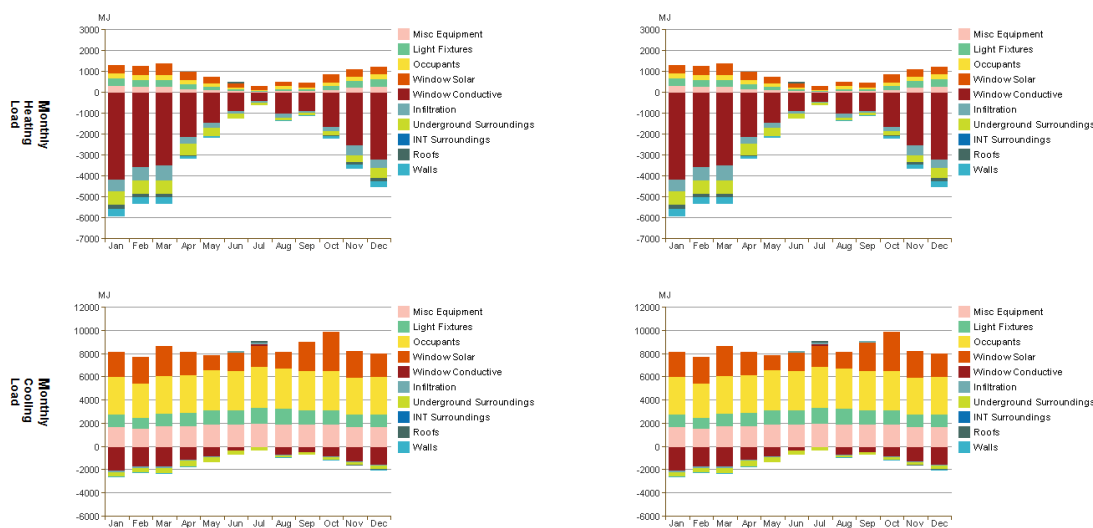 MJ
3000
2000
1000
0
-1000
-2000
-3000
-4000
-5000
-6000
-7000
Jan Feb Mar Apr May Jun Jul Aug Sep Oct Nov Dec
Monthly
Heating
Load
Misc Equipment
Light Fixtures
Occupants
Window Solar
Window Conductive
Infiltration
Underground Surroundings
INT Surroundings
Roofs
Walls
MJ
3000
2000
1000
0
-1000
-2000
-3000
-4000
-5000
-6000
-7000
Jan Feb Mar Apr May Jun Jul Aug Sep Oct Nov Dec
Misc Equipment
Light Fixtures
Occupants
Window Solar
Window Conductive
Infiltration
Underground Surroundings
INT Surroundings
Roofs
Walls
MJ
12000
10000
8000
6000
4000
2000
0
-2000
-4000
-6000
Jan Feb Mar Apr May Jun Jul Aug Sep Oct Nov Dec
Monthly
Cooling
Load
Misc Equipment
Light Fixtures
Occupants
Window Solar
Window Conductive
Infiltration
Underground Surroundings
INT Surroundings
Roofs
Walls
MJ
12000
10000
8000
6000
4000
2000
0
-2000
-4000
-6000
Jan Feb Mar Apr May Jun Jul Aug Sep Oct Nov Dec
Misc Equipment
Light Fixtures
Occupants
Window Solar
Window Conductive
Infiltration
Underground Surroundings
INT Surroundings
Roofs
Walls